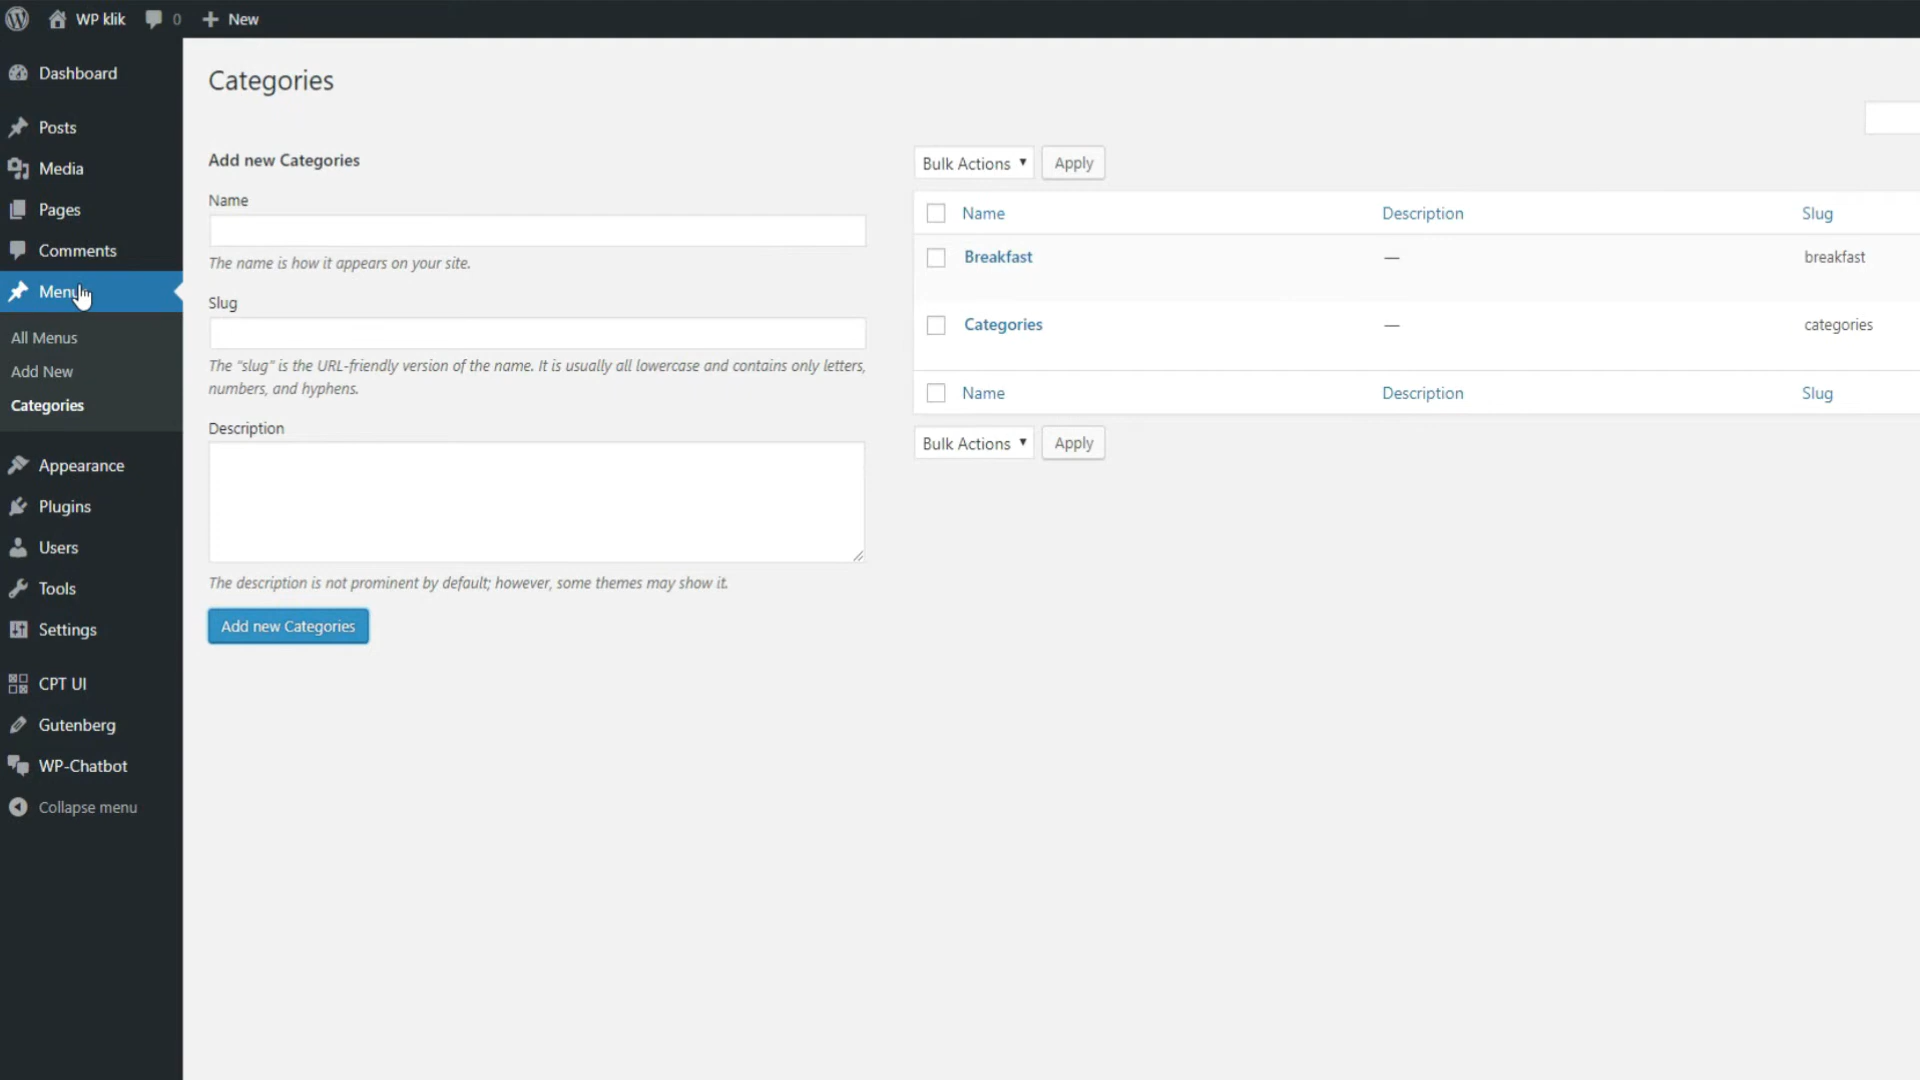 WP klik 0 New
Dashboard
Posts
Media
Pages
Comments
Menu
All Menus
Add New
Categories
Appearance
Plugins
Users
Tools
Settings
CPT UI
Gutenberg
WP-Chatbot
Collapse menu
Categories
Add new Categories
Name
The name is how it appears on your site.
Slug
The "slug" is the URL-friendly version of the name. It is usually all lowercase and contains only letters,
numbers, and hyphens.
Description
The description is not prominent by default; however, some themes may show it.
Add new Categories
Bulk Actions Apply
Name Description Slug
Breakfast — breakfast
Categories — categories
Name Description Slug
Bulk Actions Apply